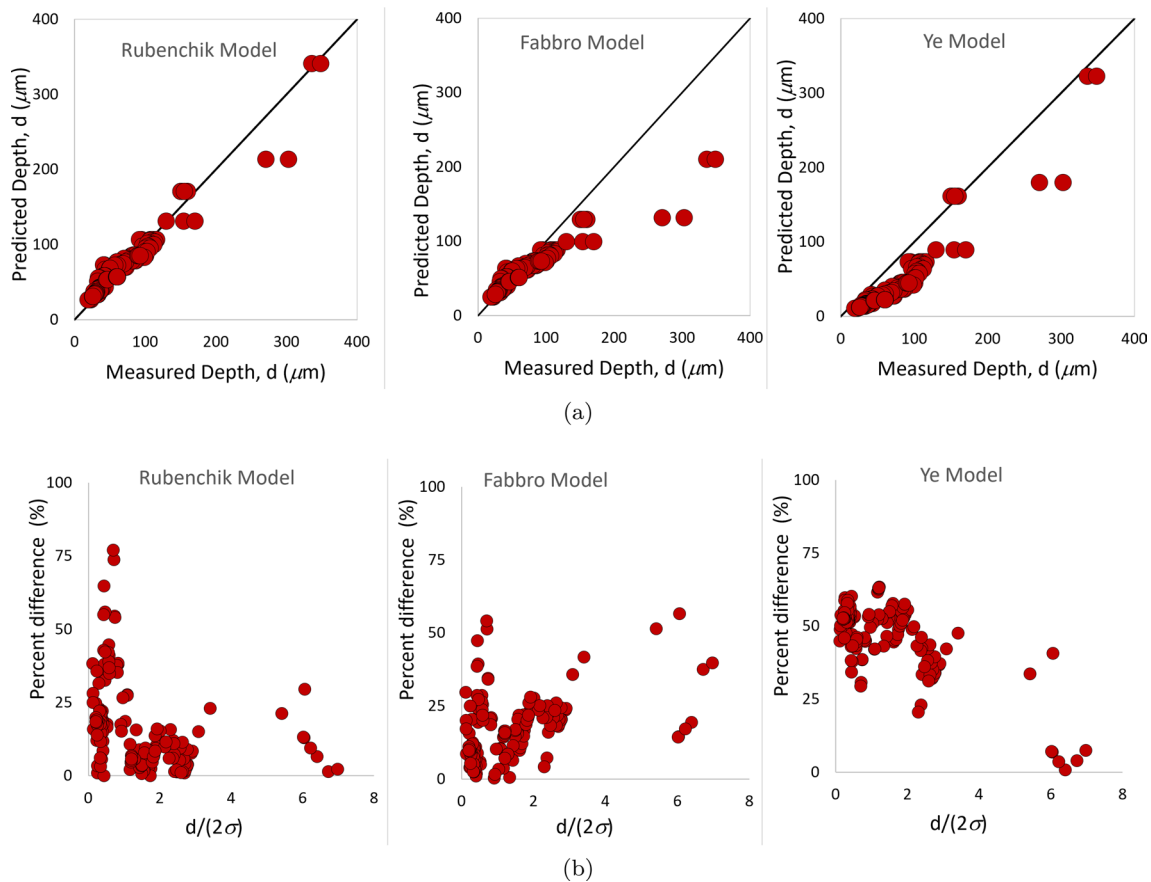 Rubenchik Model
Predicted Depth, d (μm)
400
300
200
100
0
0 100 200 300 400
Measured Depth, d (μm)
Fabbro Model
Predicted Depth, d (μm)
400
300
200
100
0
0 100 200 300 400
Measured Depth, d (μm)
Ye Model
Predicted Depth, d (μm)
400
300
200
100
0
0 100 200 300 400
Measured Depth, d (μm)
(a)
Rubenchik Model
Percent difference (%)
100
75
50
25
0
0 2 4 6 8
d/(2σ)
Fabbro Model
Percent difference (%)
100
75
50
25
0
0 2 4 6 8
d/(2σ)
Ye Model
Percent difference (%)
100
75
50
25
0
0 2 4 6 8
d/(2σ)
(b)